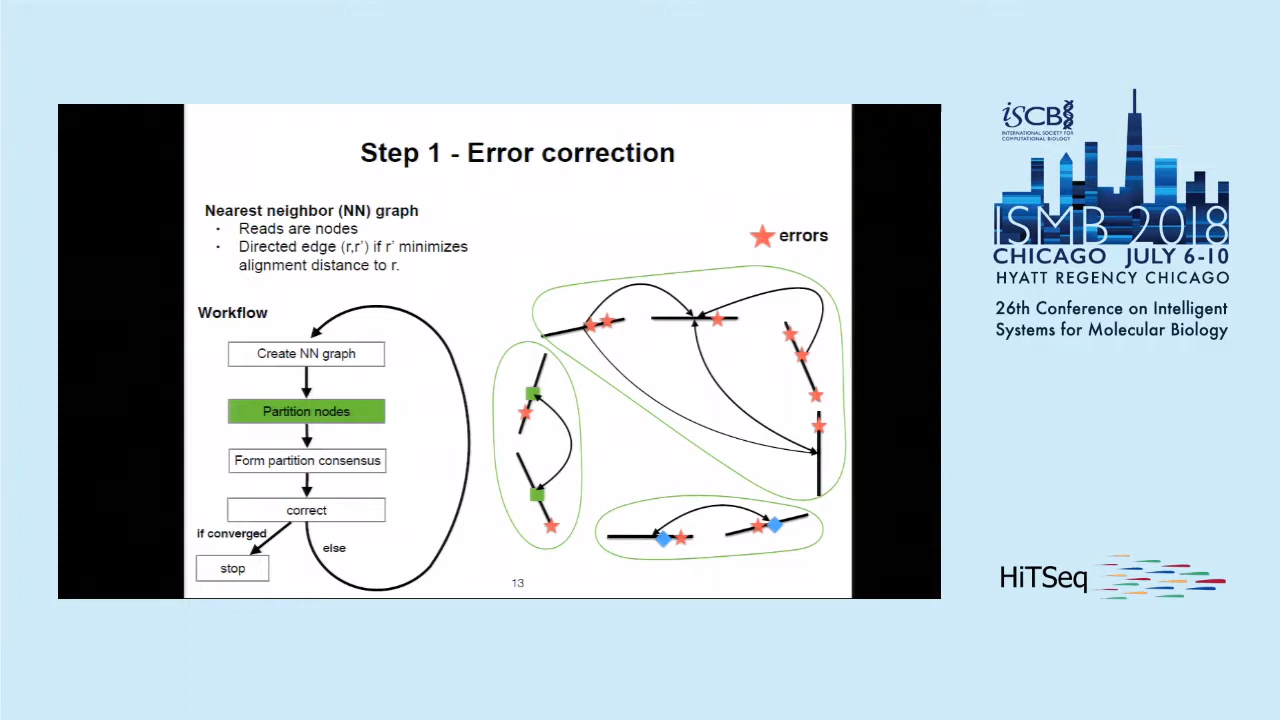 Step 1 - Error correction
Nearest neighbor (NN) graph
· Reads are nodes
· Directed edge (r,r') if r' minimizes
alignment distance to r.
errors
Workflow
Create NN graph
Partition nodes
Form partition consensus
correct
if converged
else
stop
13
ISCB
INTERNATIONAL SOCIETY FOR
COMPUTATIONAL BIOLOGY
ISMB 2018
CHICAGO JULY 6-10
HYATT REGENCY CHICAGO
26th Conference on Intelligent
Systems for Molecular Biology
HiTSeq